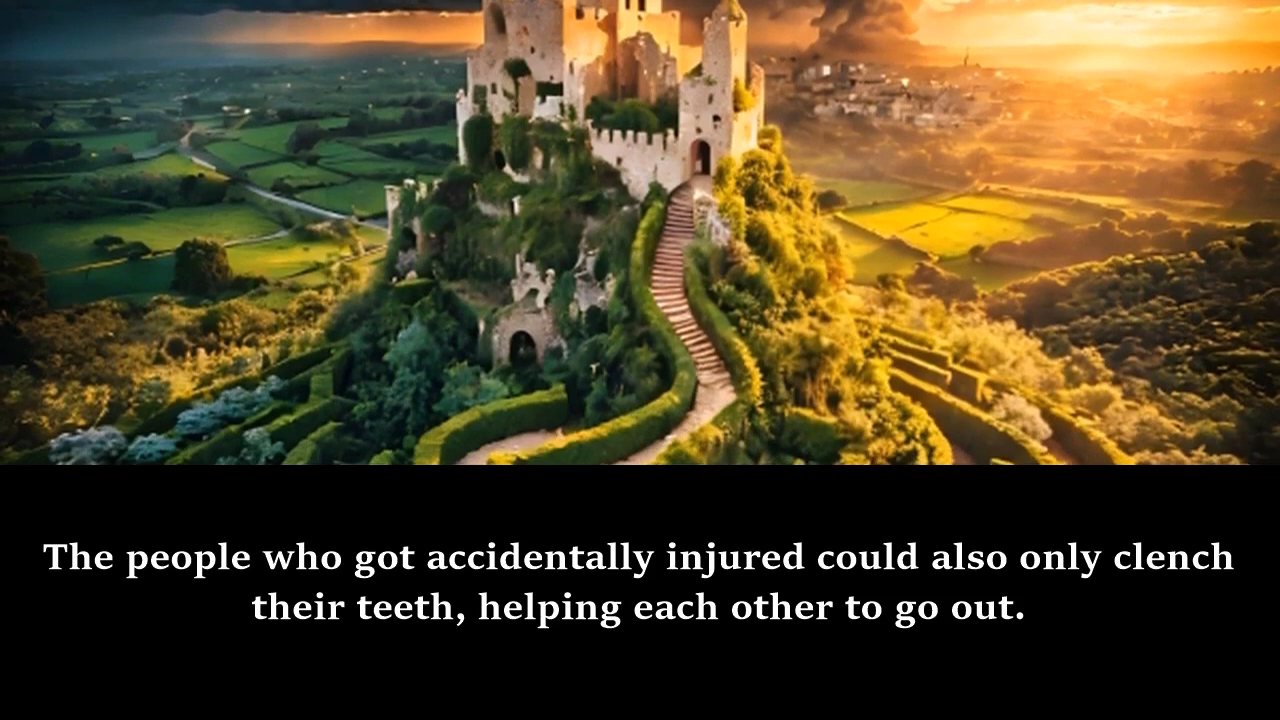 The people who got accidentally injured could also only clench
their teeth, helping each other to go out.